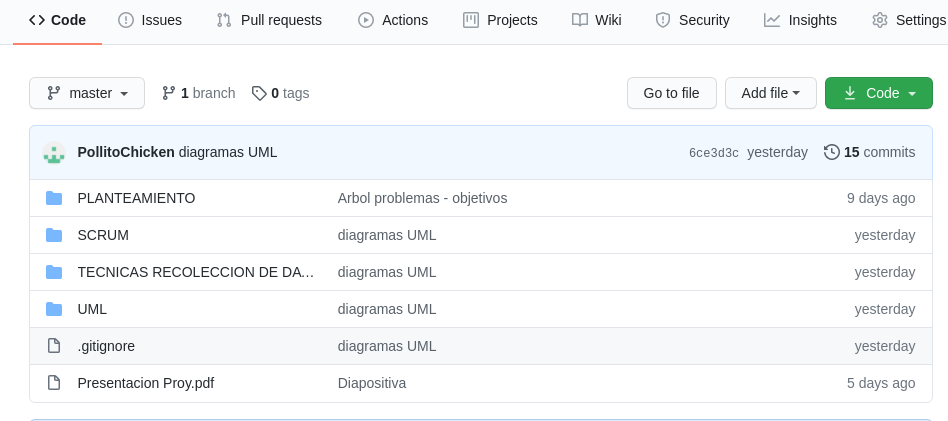 Code Issues Pull requests Actions Projects Wiki Security Insights Settings
master 1 branch 0 tags Go to file Add file Code
PollitoChicken diagramas UML 6ce3d3c yesterday 15 commits
PLANTEAMIENTO Arbol problemas - objetivos 9 days ago
SCRUM diagramas UML yesterday
TECNICAS RECOLECCION DE DA... diagramas UML yesterday
UML diagramas UML yesterday
.gitignore diagramas UML yesterday
Presentacion Proy.pdf Diapositiva 5 days ago